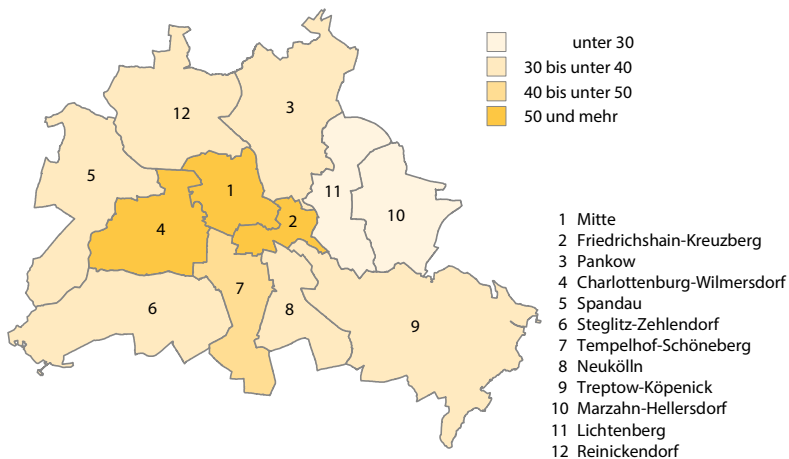 unter 30
30 bis unter 40
40 bis unter 50
50 und mehr
12
3
5
1
11
10
4
2
7
6
8
9
1 Mitte
2 Friedrichshain-Kreuzberg
3 Pankow
4 Charlottenburg-Wilmersdorf
5 Spandau
6 Steglitz-Zehlendorf
7 Tempelhof-Schöneberg
8 Neukölln
9 Treptow-Köpenick
10 Marzahn-Hellersdorf
11 Lichtenberg
12 Reinickendorf